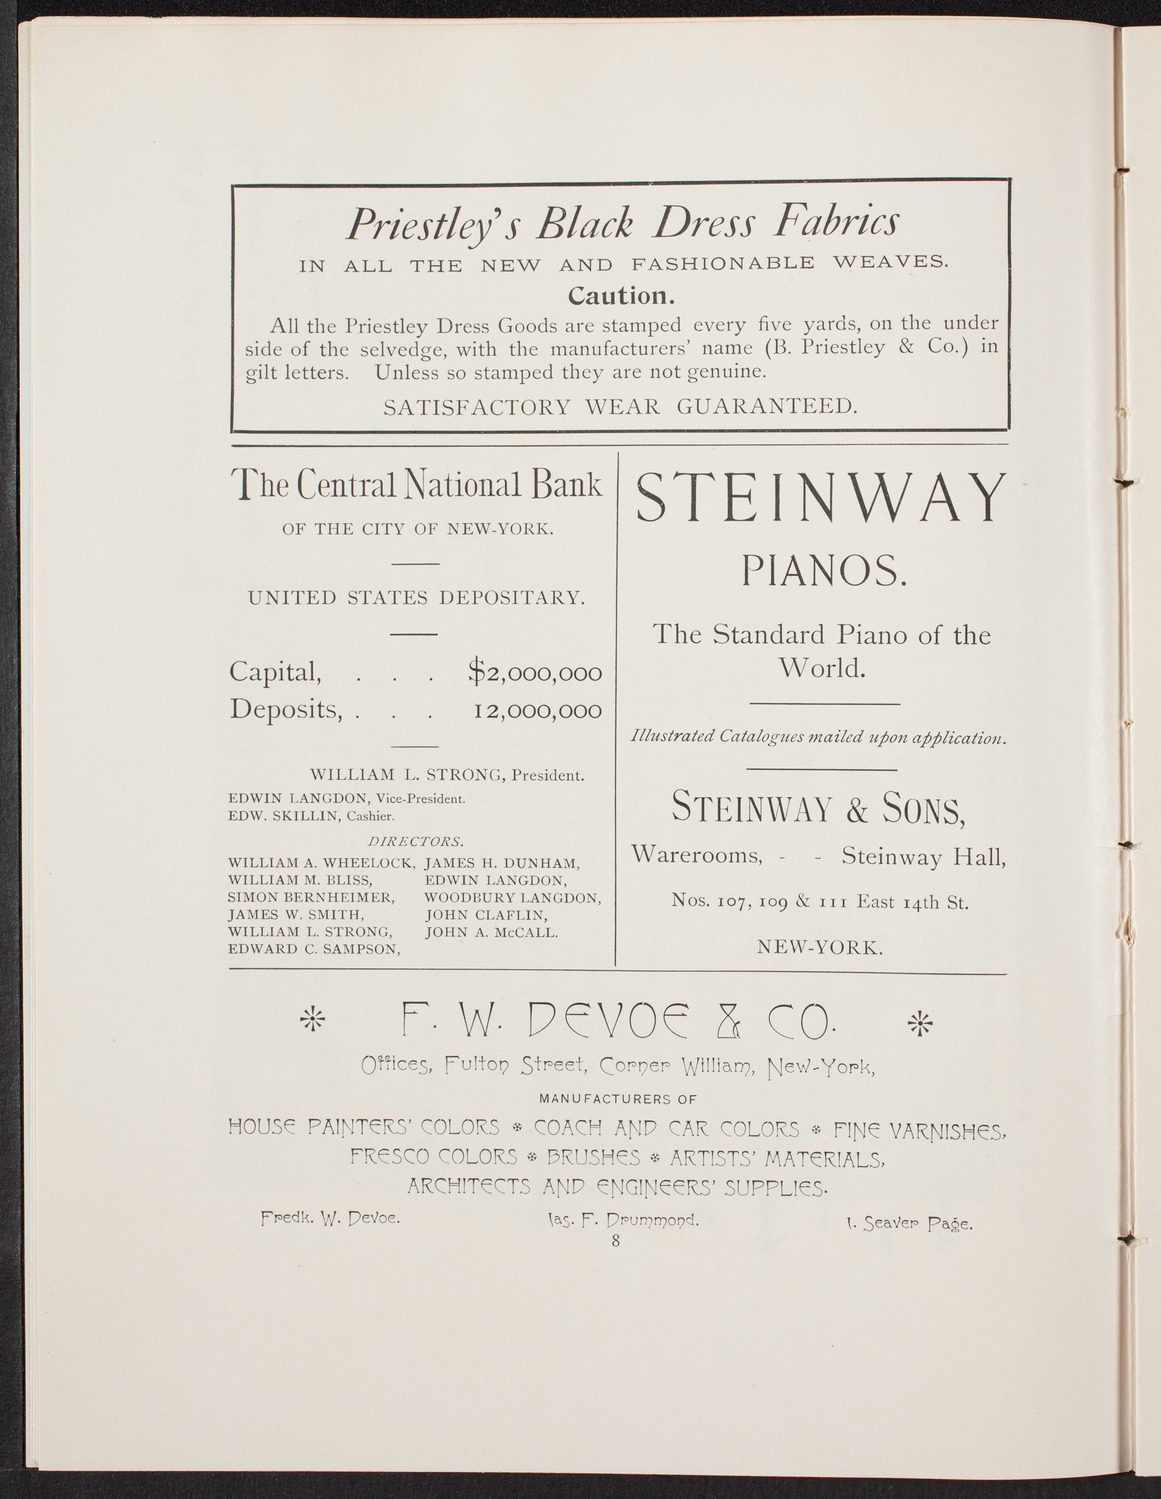 Priestley's Black Dress Fabrics
IN ALL THE NEW AND FASHIONABLE WEAVES.
Caution.
All the Priestley Dress Goods are stamped every five yards, on the under
side of the selvedge, with the manufacturers' name (B. Priestley & Co.) in
gilt letters. Unless so stamped they are not genuine.
SATISFACTORY WEAR GUARANTEED.
The Central National Bank
OF THE CITY OF NEW-YORK.
UNITED STATES DEPOSITARY.
Capital, . . . $2,000,000
Deposits, . . . 12,000,000
WILLIAM L. STRONG, President.
EDWIN LANGDON, Vice-President.
EDW. SKILLIN, Cashier.
DIRECTORS.
WILLIAM A. WHEELOCK, JAMES H. DUNHAM,
WILLIAM M. BLISS, EDWIN LANGDON,
SIMON BERNHEIMER, WOODBURY LANGDON,
JAMES W. SMITH, JOHN CLAFLIN,
WILLIAM L. STRONG, JOHN A. McCALL.
EDWARD C. SAMPSON,
STEINWAY
PIANOS.
The Standard Piano of the
World.
Illustrated Catalogues mailed upon application.
STEINWAY & SONS,
Warerooms, - - Steinway Hall,
Nos. 107, 109 & 111 East 14th St.
NEW-YORK.
F. W. DEVOE & CO.
Offices, Fulton Street, Corner William, New-York,
MANUFACTURERS OF
HOUSE PAINTERS' COLORS * COACH AND CAR COLORS * FINE VARNISHES,
FRESCO COLORS * BRUSHES * ARTISTS' MATERIALS,
ARCHITECTS AND ENGINEERS' SUPPLIES.
Fredk. W. Devoe. Jas. F. Drummond. J. Seaver Page.
8